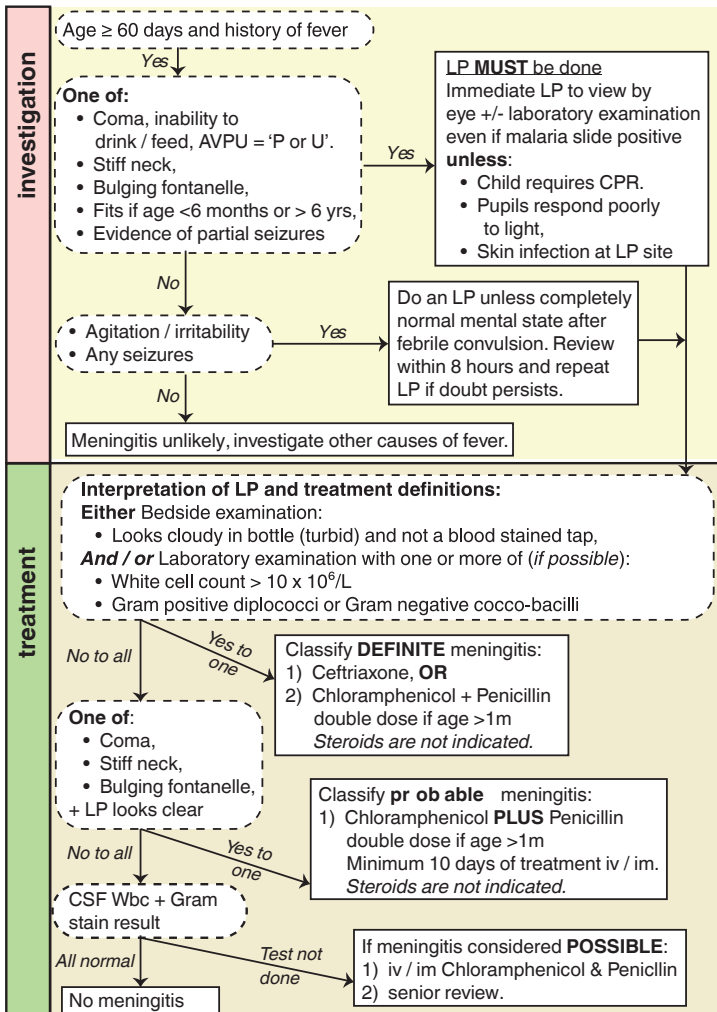 investigation
Age ≥ 60 days and history of fever
Yes
One of:
• Coma, inability to
drink / feed, AVPU = 'P or U'.
• Stiff neck,
• Bulging fontanelle,
• Fits if age <6 months or > 6 yrs,
• Evidence of partial seizures
Yes
LP MUST be done
Immediate LP to view by
eye +/- laboratory examination
even if malaria slide positive
unless:
• Child requires CPR.
• Pupils respond poorly
to light,
• Skin infection at LP site
No
• Agitation / irritability
• Any seizures
Yes
Do an LP unless completely
normal mental state after
febrile convulsion. Review
within 8 hours and repeat
LP if doubt persists.
No
Meningitis unlikely, investigate other causes of fever.
treatment
Interpretation of LP and treatment definitions:
Either Bedside examination:
• Looks cloudy in bottle (turbid) and not a blood stained tap,
And / or Laboratory examination with one or more of (if possible):
• White cell count > 10 x 10⁶/L
• Gram positive diplococci or Gram negative cocco-bacilli
No to all
Yes to
one
Classify DEFINITE meningitis:
1) Ceftriaxone, OR
2) Chloramphenicol + Penicillin
double dose if age >1m
Steroids are not indicated.
One of:
• Coma,
• Stiff neck,
• Bulging fontanelle,
+ LP looks clear
No to all
Yes to
one
Classify pr ob able meningitis:
1) Chloramphenicol PLUS Penicillin
double dose if age >1m
Minimum 10 days of treatment iv / im.
Steroids are not indicated.
CSF Wbc + Gram
stain result
All normal
Test not
done
If meningitis considered POSSIBLE:
1) iv / im Chloramphenicol & Penicllin
2) senior review.
No meningitis